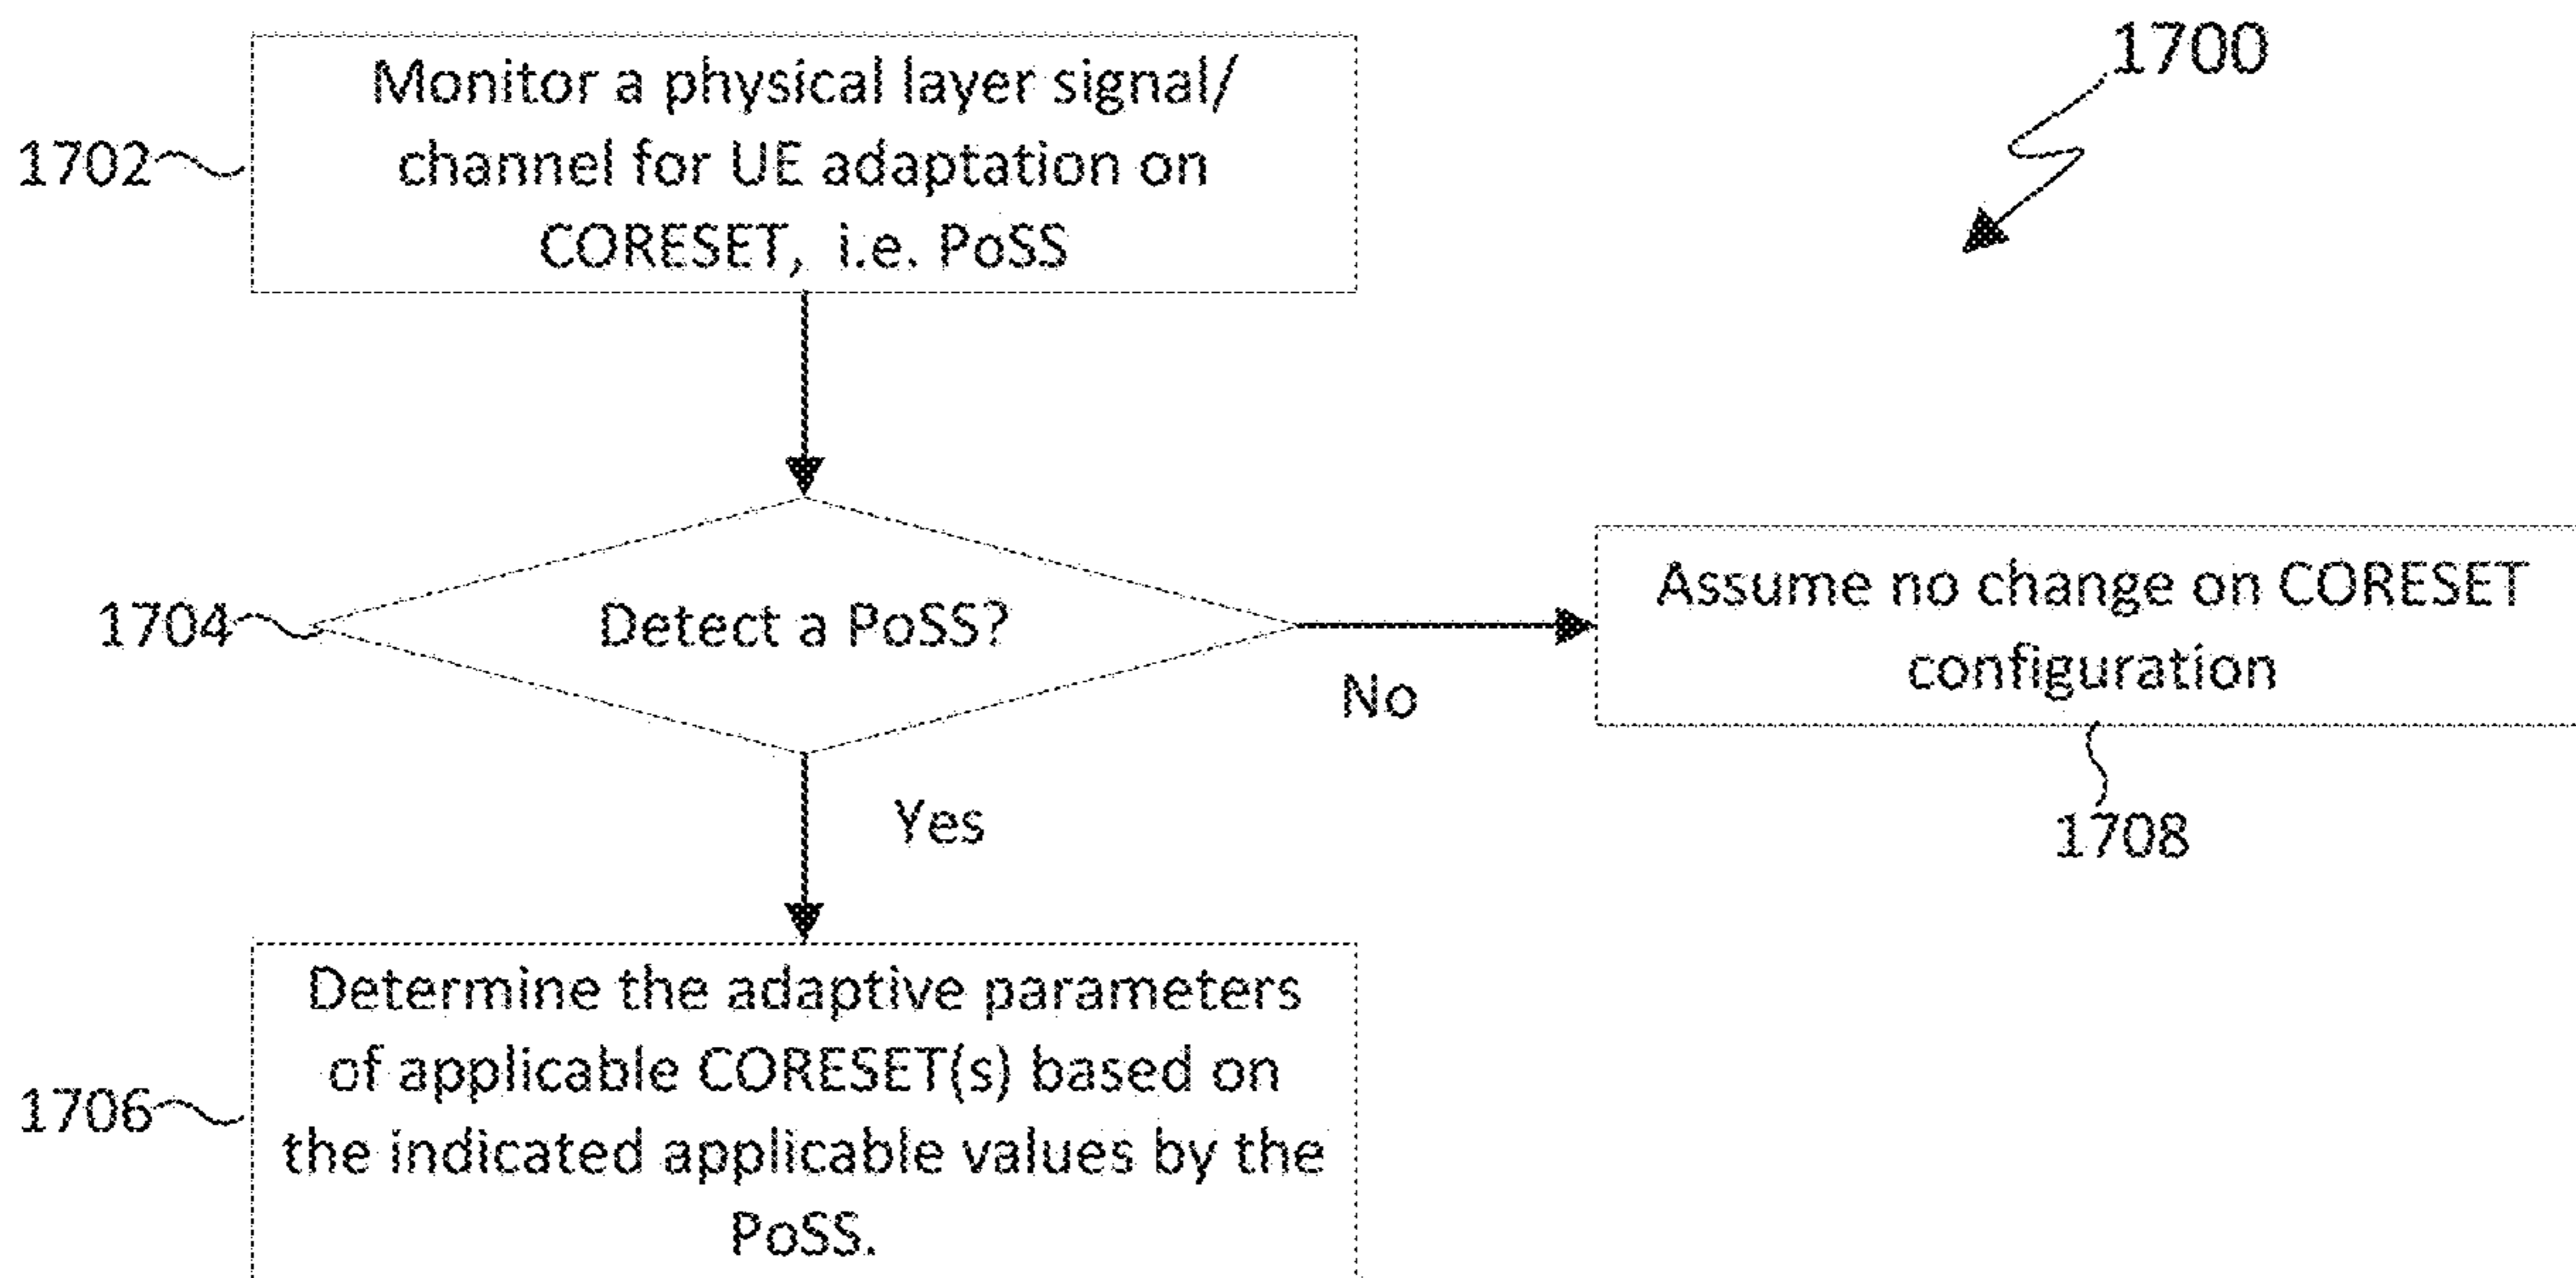 1700
Monitor a physical layer signal/
channel for UE adaptation on
CORESET, i.e. PoSS
1702
Detect a PoSS?
1704
No
Assume no change on CORESET
configuration
1708
Yes
Determine the adaptive parameters
of applicable CORESET(s) based on
the indicated applicable values by the
PoSS.
1706